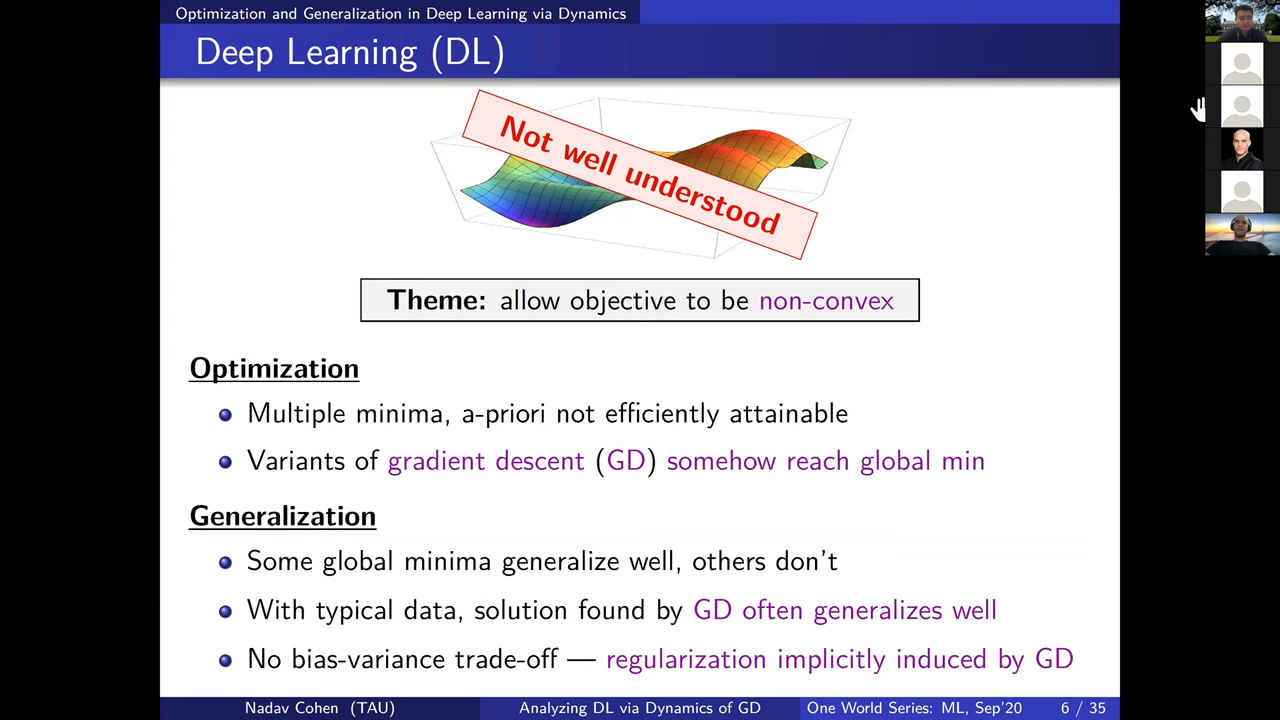 Optimization and Generalization in Deep Learning via Dynamics
Deep Learning (DL)
Not well understood
Theme: allow objective to be non-convex
Optimization
Multiple minima, a-priori not efficiently attainable
Variants of gradient descent (GD) somehow reach global min
Generalization
Some global minima generalize well, others don't
With typical data, solution found by GD often generalizes well
No bias-variance trade-off — regularization implicitly induced by GD
Nadav Cohen (TAU) Analyzing DL via Dynamics of GD One World Series: ML, Sep'20 6 / 35